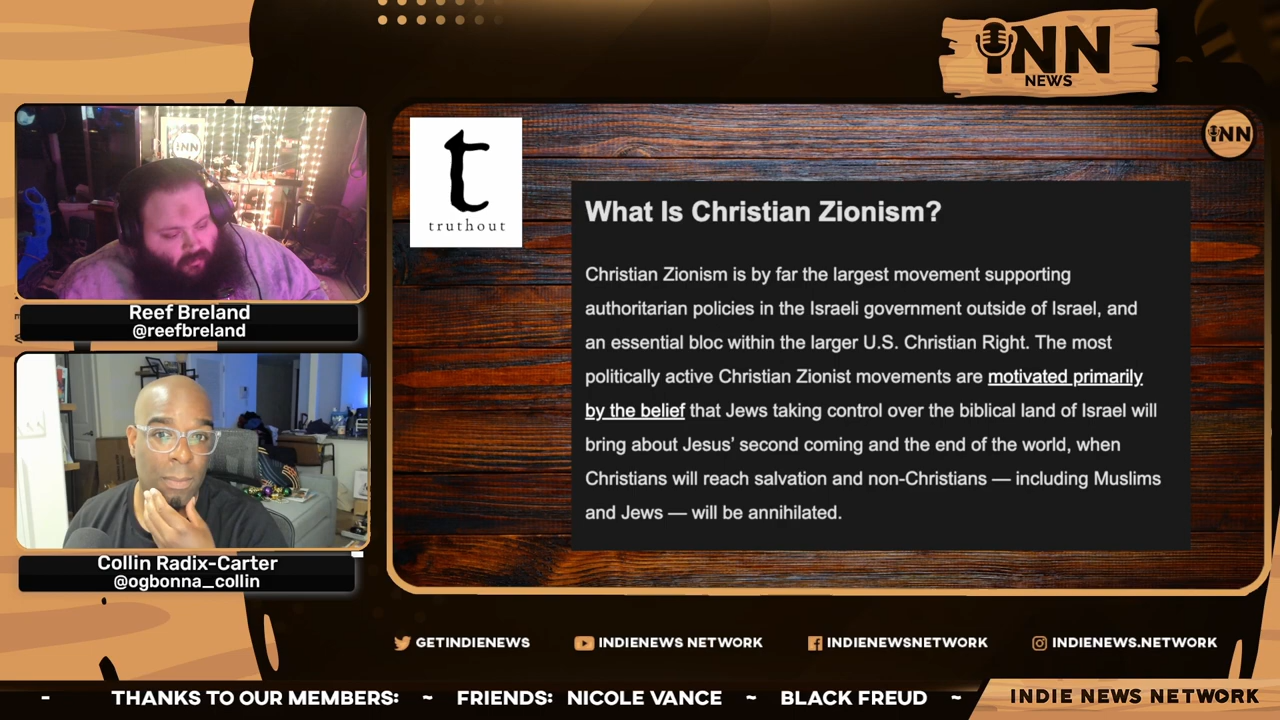 INN
NEWS
INN
t
truthout
What Is Christian Zionism?
Christian Zionism is by far the largest movement supporting
authoritarian policies in the Israeli government outside of Israel, and
an essential bloc within the larger U.S. Christian Right. The most
politically active Christian Zionist movements are motivated primarily
by the belief that Jews taking control over the biblical land of Israel will
bring about Jesus’ second coming and the end of the world, when
Christians will reach salvation and non-Christians — including Muslims
and Jews — will be annihilated.
INN
Reef Breland
@reefbreland
Collin Radix-Carter
@ogbonna_collin
GETINDIENEWS
INDIENEWS NETWORK
INDIENEWSNETWORK
INDIENEWS.NETWORK
- THANKS TO OUR MEMBERS: ~ FRIENDS: NICOLE VANCE ~ BLACK FREUD ~
INDIE NEWS NETWORK